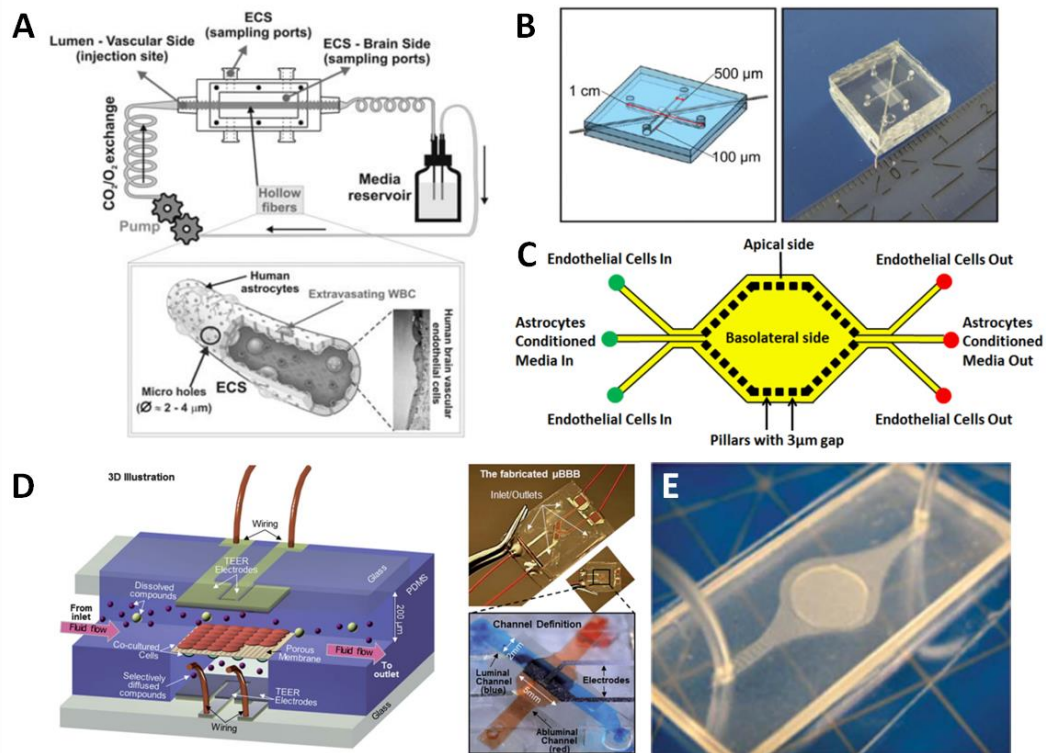 A
ECS
(sampling ports)
Lumen - Vascular Side
(injection site)
ECS - Brain Side
(sampling ports)
CO₂/O₂ exchange
Pump
Hollow
fibers
Media
reservoir
Human
astrocytes
Extravasating WBC
Micro holes
(Ø ≈ 2 - 4 µm)
ECS
Human brain vascular
endothelial cells
B
1 cm
500 µm
100 µm
0
1
2
C
Apical side
Endothelial Cells In
Endothelial Cells Out
Astrocytes
Conditioned
Media In
Basolateral side
Astrocytes
Conditioned
Media Out
Endothelial Cells In
Endothelial Cells Out
Pillars with 3µm gap
D
3D Illustration
Wiring
TEER
Electrodes
Glass
PDMS
Dissolved
compounds
200 µm
From
inlet
Fluid flow
Co-cultured
Cells
Porous
Membrane
Fluid flow
To
outlet
Selectively
diffused
compounds
TEER
Electrodes
Wiring
Glass
The fabricated µBBB
Inlet/Outlets
Channel Definition
2mm
Luminal
Channel
(blue)
Electrodes
5mm
Abluminal
Channel
(red)
E